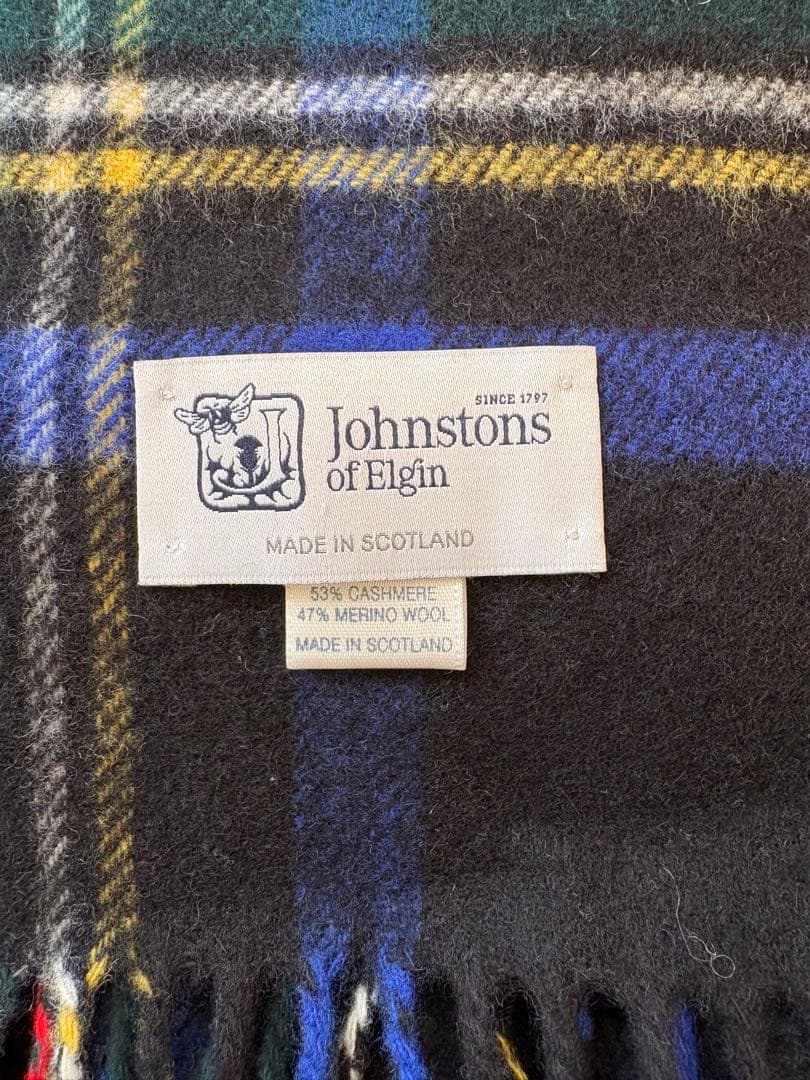 SINCE 1797
Johnstons
of Elgin
MADE IN SCOTLAND
53% CASHMERE
47% MERINO WOOL
MADE IN SCOTLAND